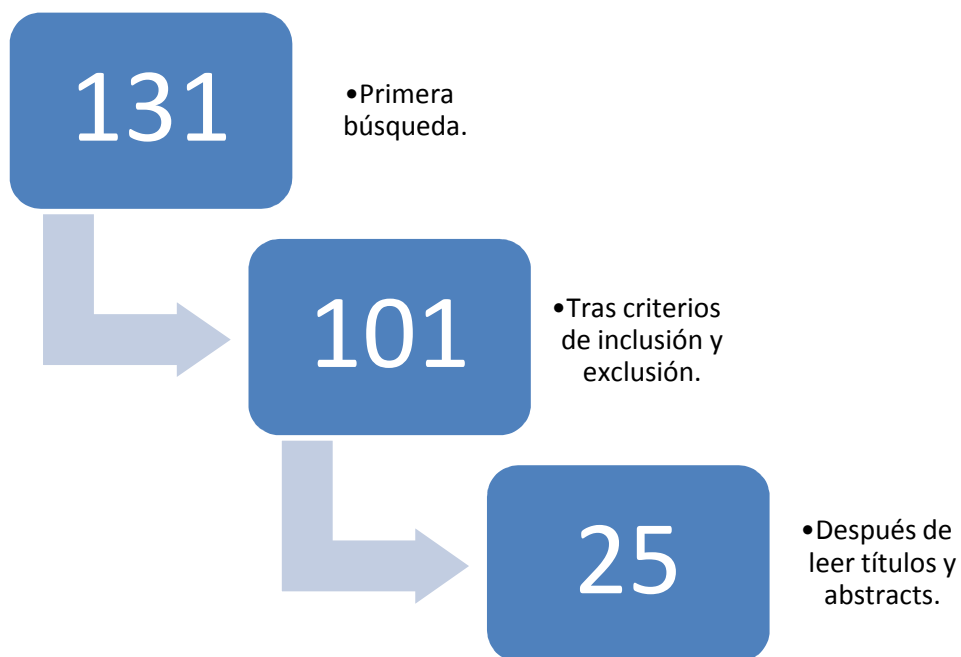 131
•Primera
búsqueda.
101
•Tras criterios
de inclusión y
exclusión.
25
•Después de
leer títulos y
abstracts.